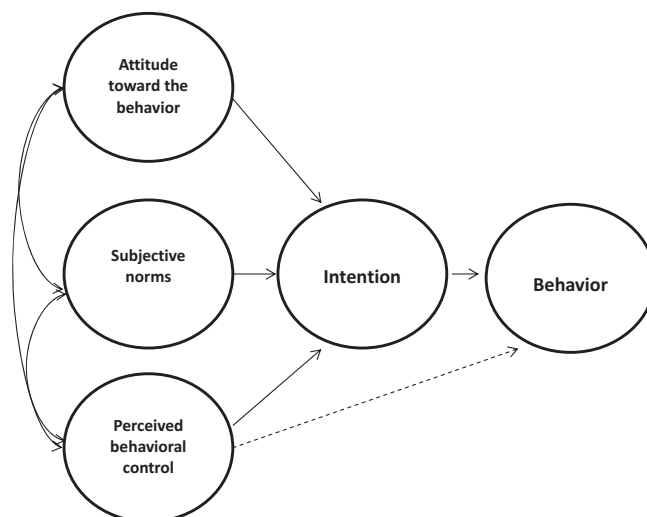 Attitude
toward the
behavior
Subjective
norms
Intention
Behavior
Perceived
behavioral
control